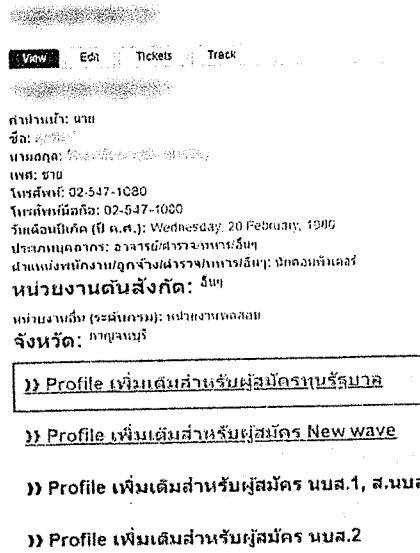 View Edit Tickets Track
คำนำหน้า: นาย
ชื่อ:
นามสกุล:
เพศ: ชาย
โทรศัพท์: 02-547-1080
โทรศัพท์มือถือ: 02-547-1080
วันเดือนปีเกิด (ปี ค.ศ.): Wednesday, 20 February, 1980
ประเภทบุคลากร: อาจารย์/ตำรวจ/ทหาร/อื่นๆ
ตำแหน่งพนักงาน/ลูกจ้าง/ตำรวจ/ทหาร/อื่นๆ: นักคอมพิวเตอร์
หน่วยงานต้นสังกัด: อื่นๆ
หน่วยงานอื่น (ระดับกรม): หน่วยงานทดสอบ
จังหวัด: กาญจนบุรี
》 Profile เพิ่มเติมสำหรับผู้สมัครทุนรัฐบาล
》 Profile เพิ่มเติมสำหรับผู้สมัคร New wave
》 Profile เพิ่มเติมสำหรับผู้สมัคร นบส.1, ส.นบส
》 Profile เพิ่มเติมสำหรับผู้สมัคร นบส.2